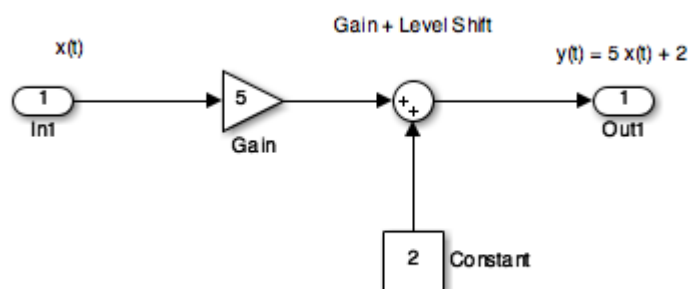 Gain + Level Shift
x(t)
y(t) = 5 x(t) + 2
1
In1
5
Gain
++
1
Out1
2
Constant